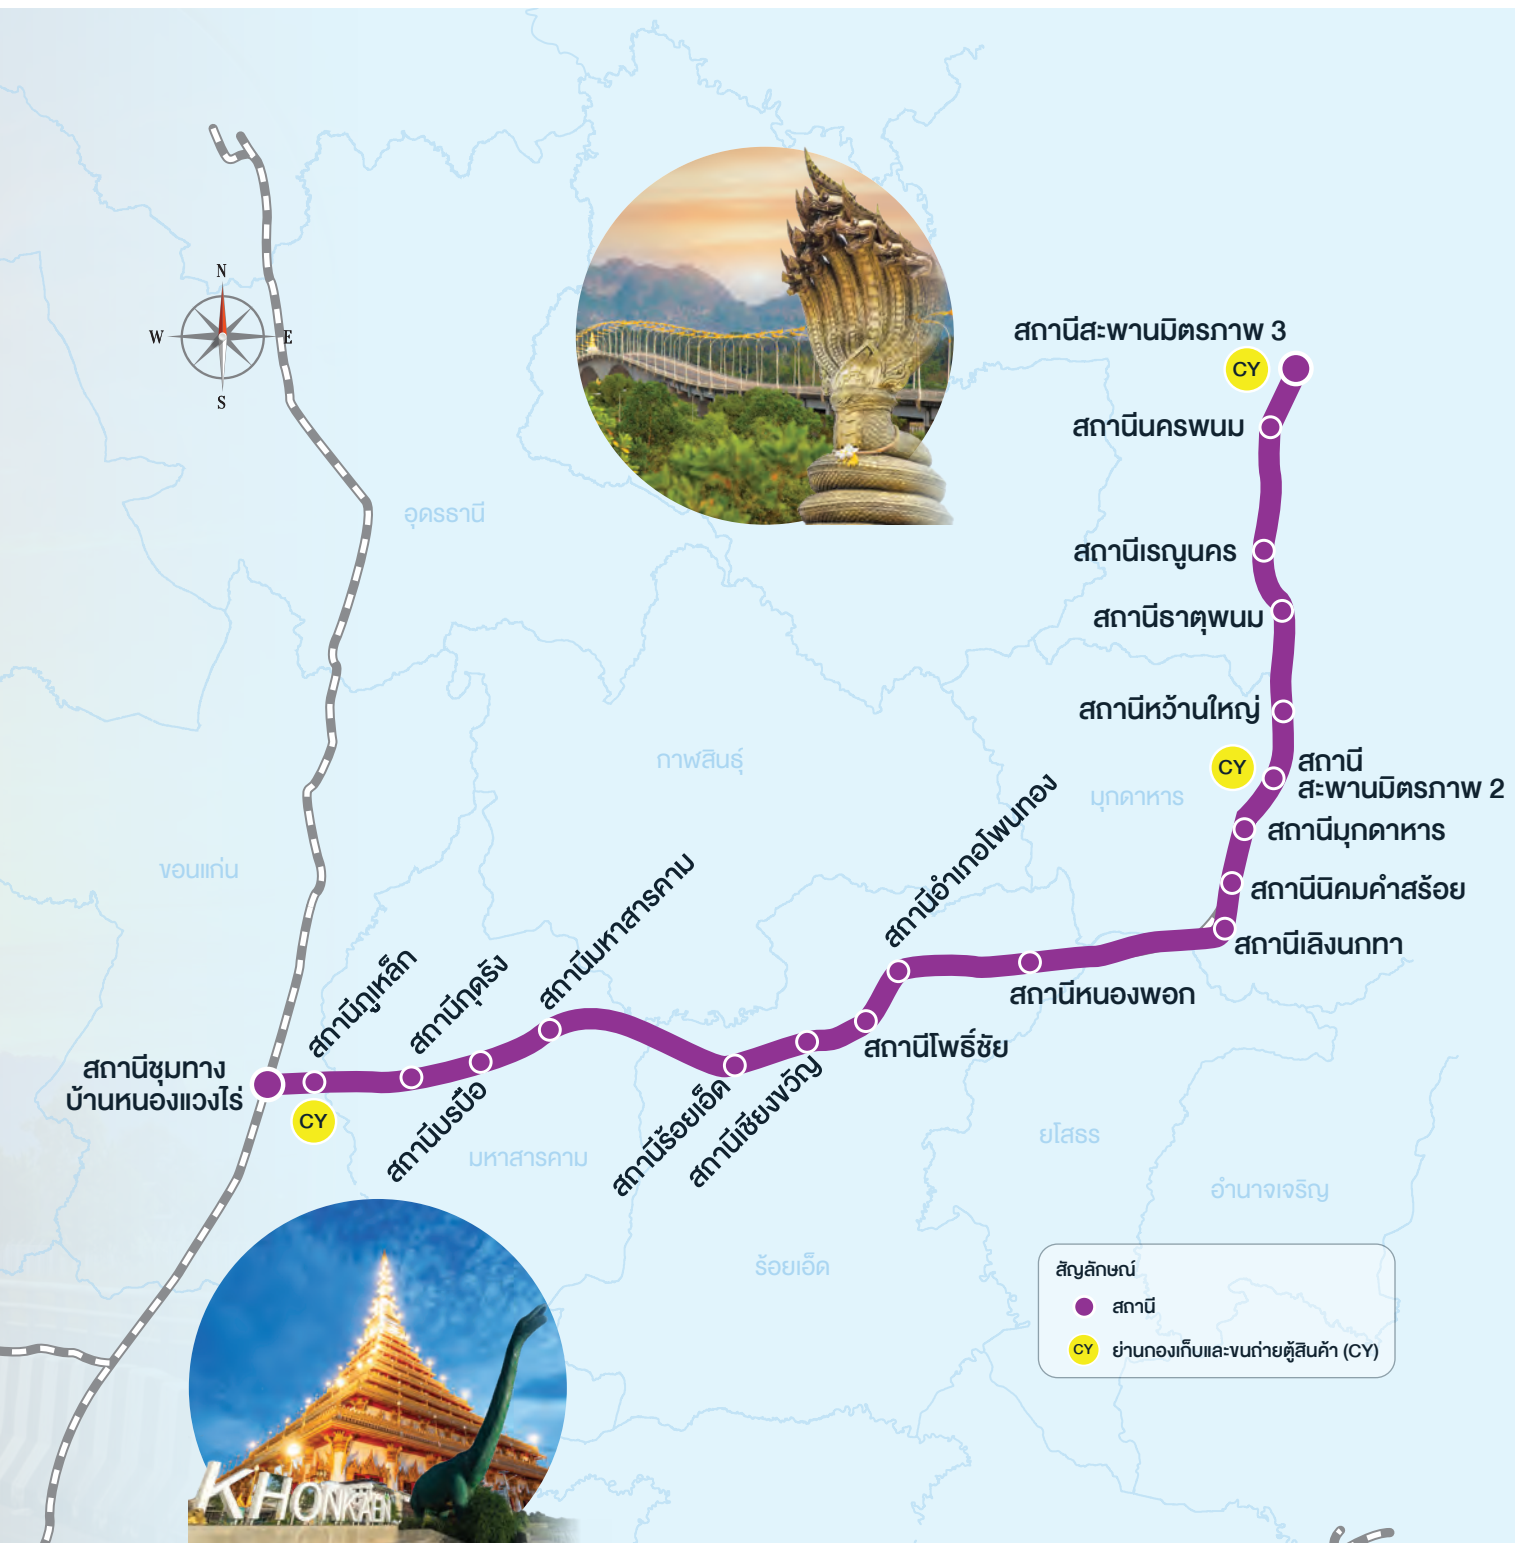 N
W
E
S
สถานีสะพานมิตรภาพ 3
CY
สถานีนครพนม
อุดรธานี
สถานีเรณูนคร
สถานีธาตุพนม
สถานีหว้านใหญ่
กาฬสินธุ์
CY
สถานี
สะพานมิตรภาพ 2
มุกดาหาร
สถานีมุกดาหาร
ขอนแก่น
สถานีนิคมคำสร้อย
สถานีเลิงนกทา
สถานีอำเภอโพนทอง
สถานีมหาสารคาม
สถานีกุดรัง
สถานีภูเหล็ก
สถานีหนองพอก
สถานีโพธิ์ชัย
สถานีชุมทาง
บ้านหนองแวงไร่
CY
สถานีบรบือ
สถานีร้อยเอ็ด
สถานีเชียงขวัญ
มหาสารคาม
ยโสธร
อำนาจเจริญ
ร้อยเอ็ด
สัญลักษณ์
สถานี
CY ย่านกองเก็บและขนถ่ายตู้สินค้า (CY)
KHONKAEN